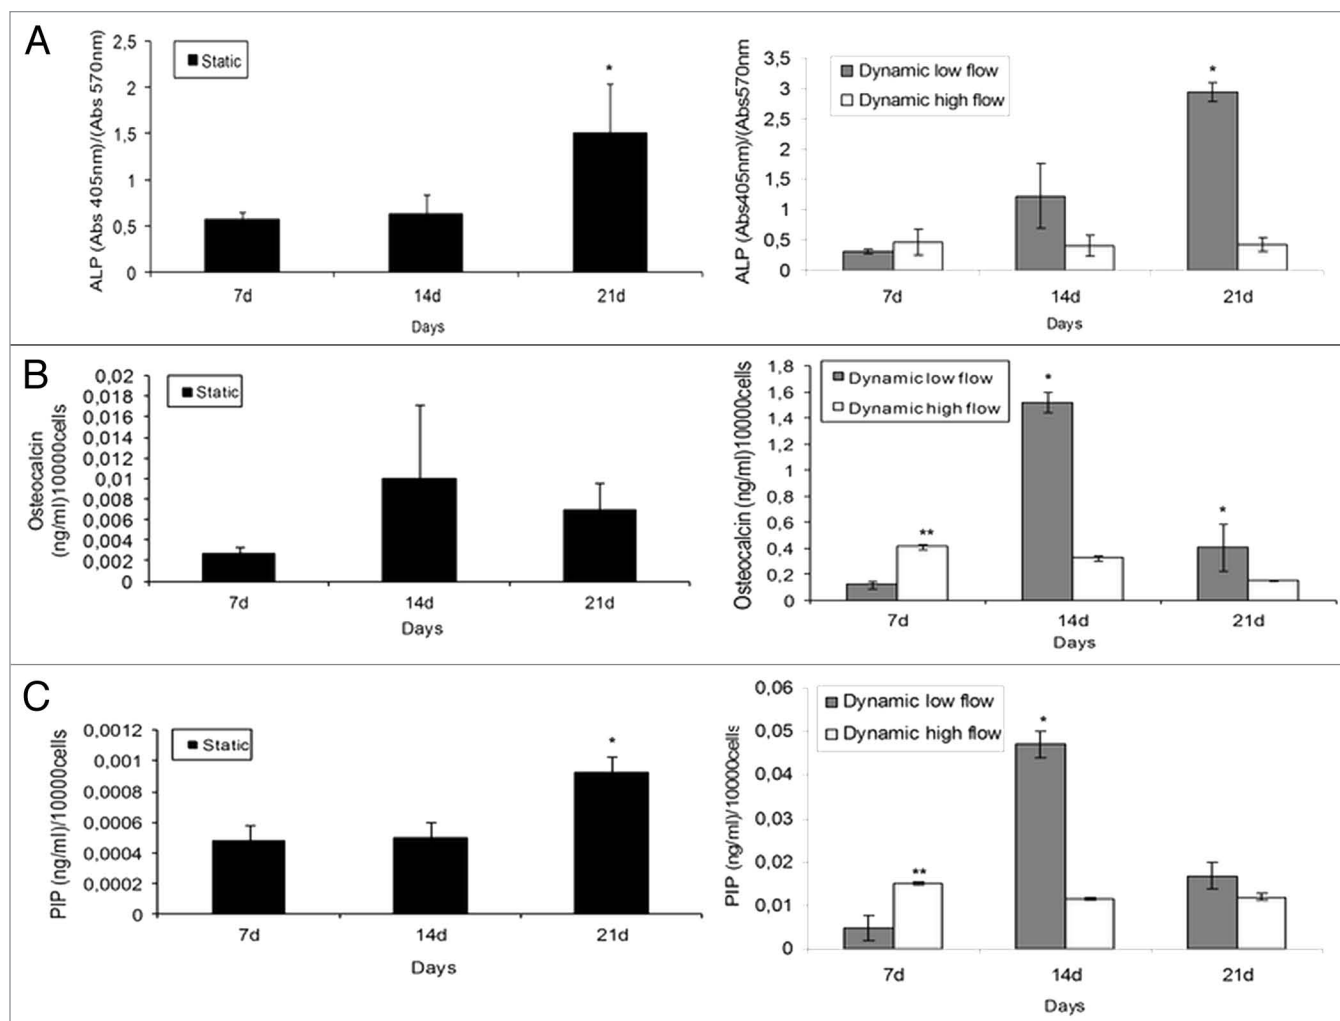 A
ALP (Abs 405nm)/(Abs 570nm)
2,5
2
1,5
1
0,5
0
Static
*
7d 14d 21d
Days
ALP (Abs405nm)/(Abs570nm
3,5
3
2,5
2
1,5
1
0,5
0
Dynamic low flow
Dynamic high flow
*
7d 14d 21d
Days
B
Osteocalcin
(ng/ml)10000cells
0,02
0,018
0,016
0,014
0,012
0,01
0,008
0,006
0,004
0,002
0
Static
7d 14d 21d
Days
Osteocalcin (ng/ml)10000cells
1,8
1,6
1,4
1,2
1
0,8
0,6
0,4
0,2
0
Dynamic low flow
Dynamic high flow
**
*
*
7d 14d 21d
Days
C
PIP (ng/ml)/10000cells
0,0012
0,001
0,0008
0,0006
0,0004
0,0002
0
Static
*
7d 14d 21d
Days
PIP (ng/ml)/10000cells
0,06
0,05
0,04
0,03
0,02
0,01
0
Dynamic low flow
Dynamic high flow
**
*
7d 14d 21d
Days